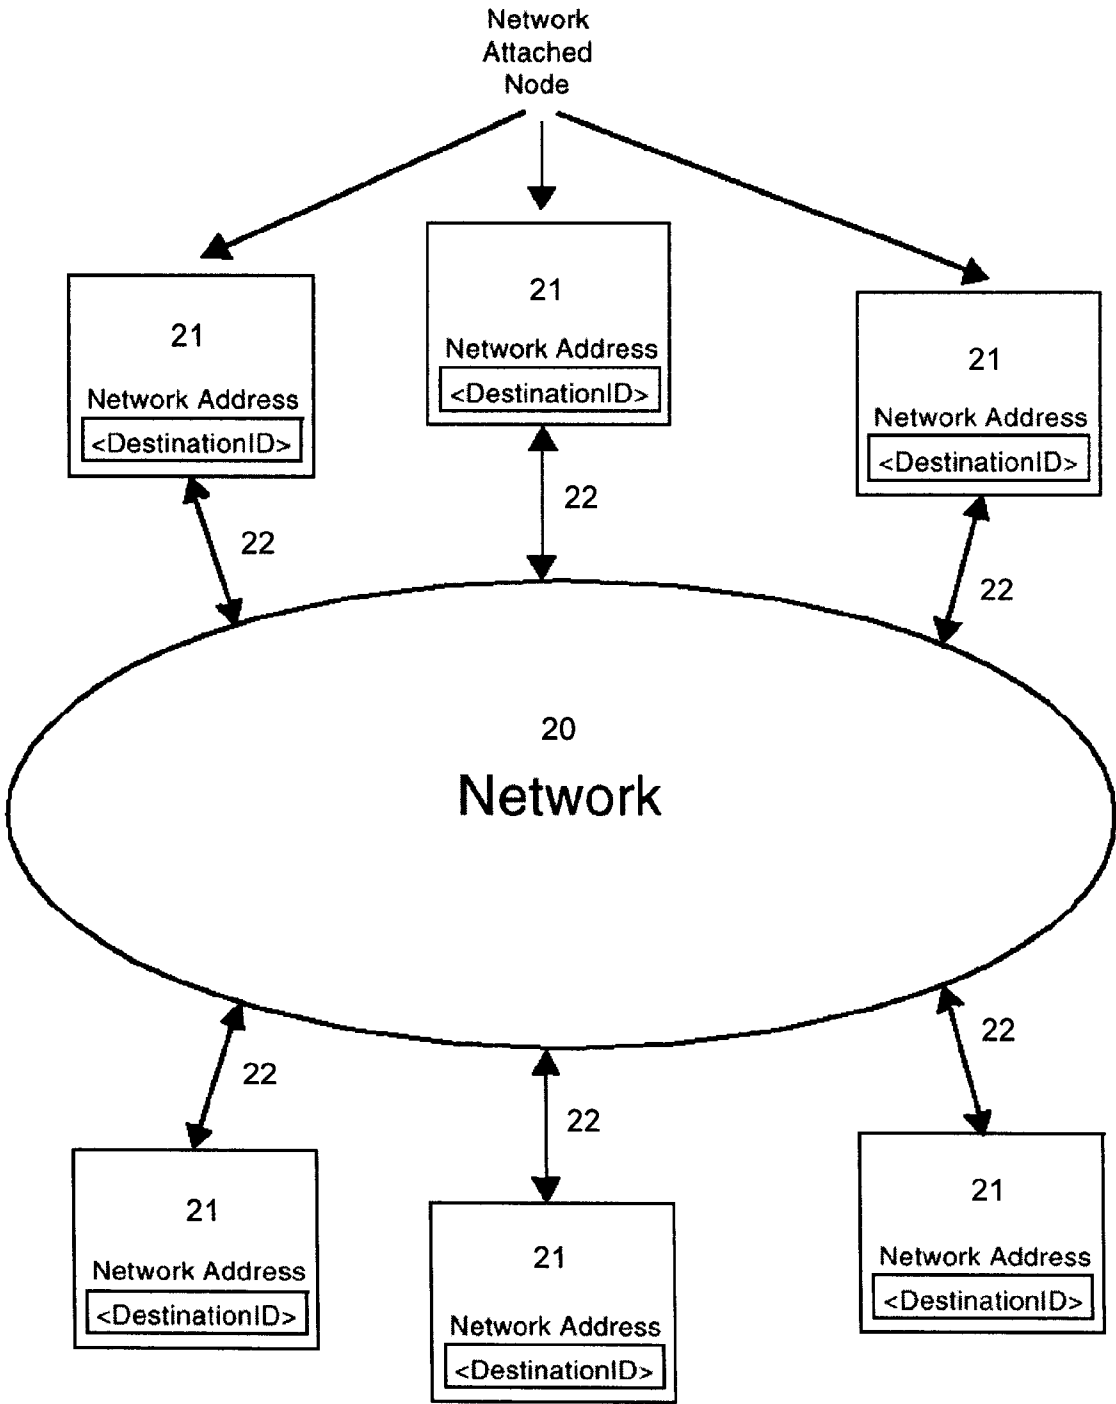 Network
Attached
Node
21
Network Address
<DestinationID>
21
Network Address
<DestinationID>
21
Network Address
<DestinationID>
22
22
22
20
Network
22
22
22
21
Network Address
<DestinationID>
21
Network Address
<DestinationID>
21
Network Address
<DestinationID>